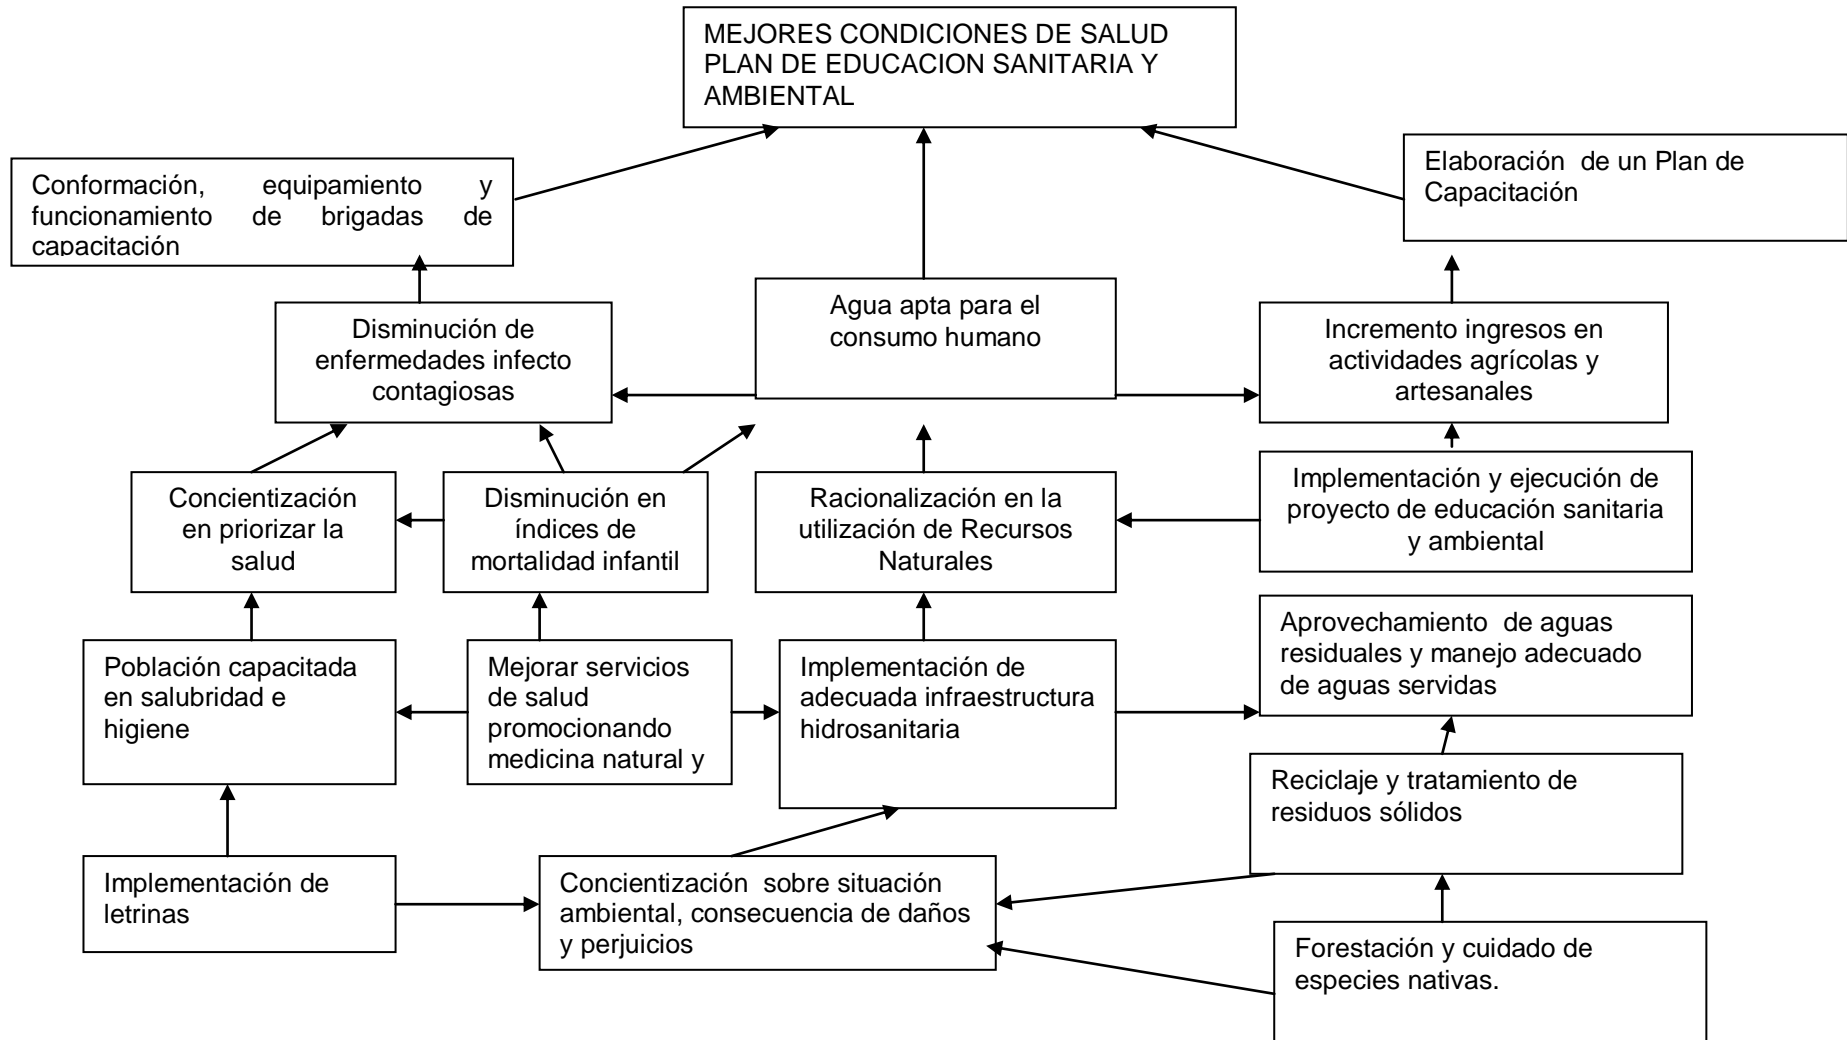 MEJORES CONDICIONES DE SALUD
PLAN DE EDUCACION SANITARIA Y
AMBIENTAL
Conformación, equipamiento y
funcionamiento de brigadas de
capacitación
Elaboración de un Plan de
Capacitación
Disminución de
enfermedades infecto
contagiosas
Agua apta para el
consumo humano
Incremento ingresos en
actividades agrícolas y
artesanales
Concientización
en priorizar la
salud
Disminución en
índices de
mortalidad infantil
Racionalización en la
utilización de Recursos
Naturales
Implementación y ejecución de
proyecto de educación sanitaria
y ambiental
Población capacitada
en salubridad e
higiene
Mejorar servicios
de salud
promocionando
medicina natural y
Implementación de
adecuada infraestructura
hidrosanitaria
Aprovechamiento de aguas
residuales y manejo adecuado
de aguas servidas
Reciclaje y tratamiento de
residuos sólidos
Implementación de
letrinas
Concientización sobre situación
ambiental, consecuencia de daños
y perjuicios
Forestación y cuidado de
especies nativas.